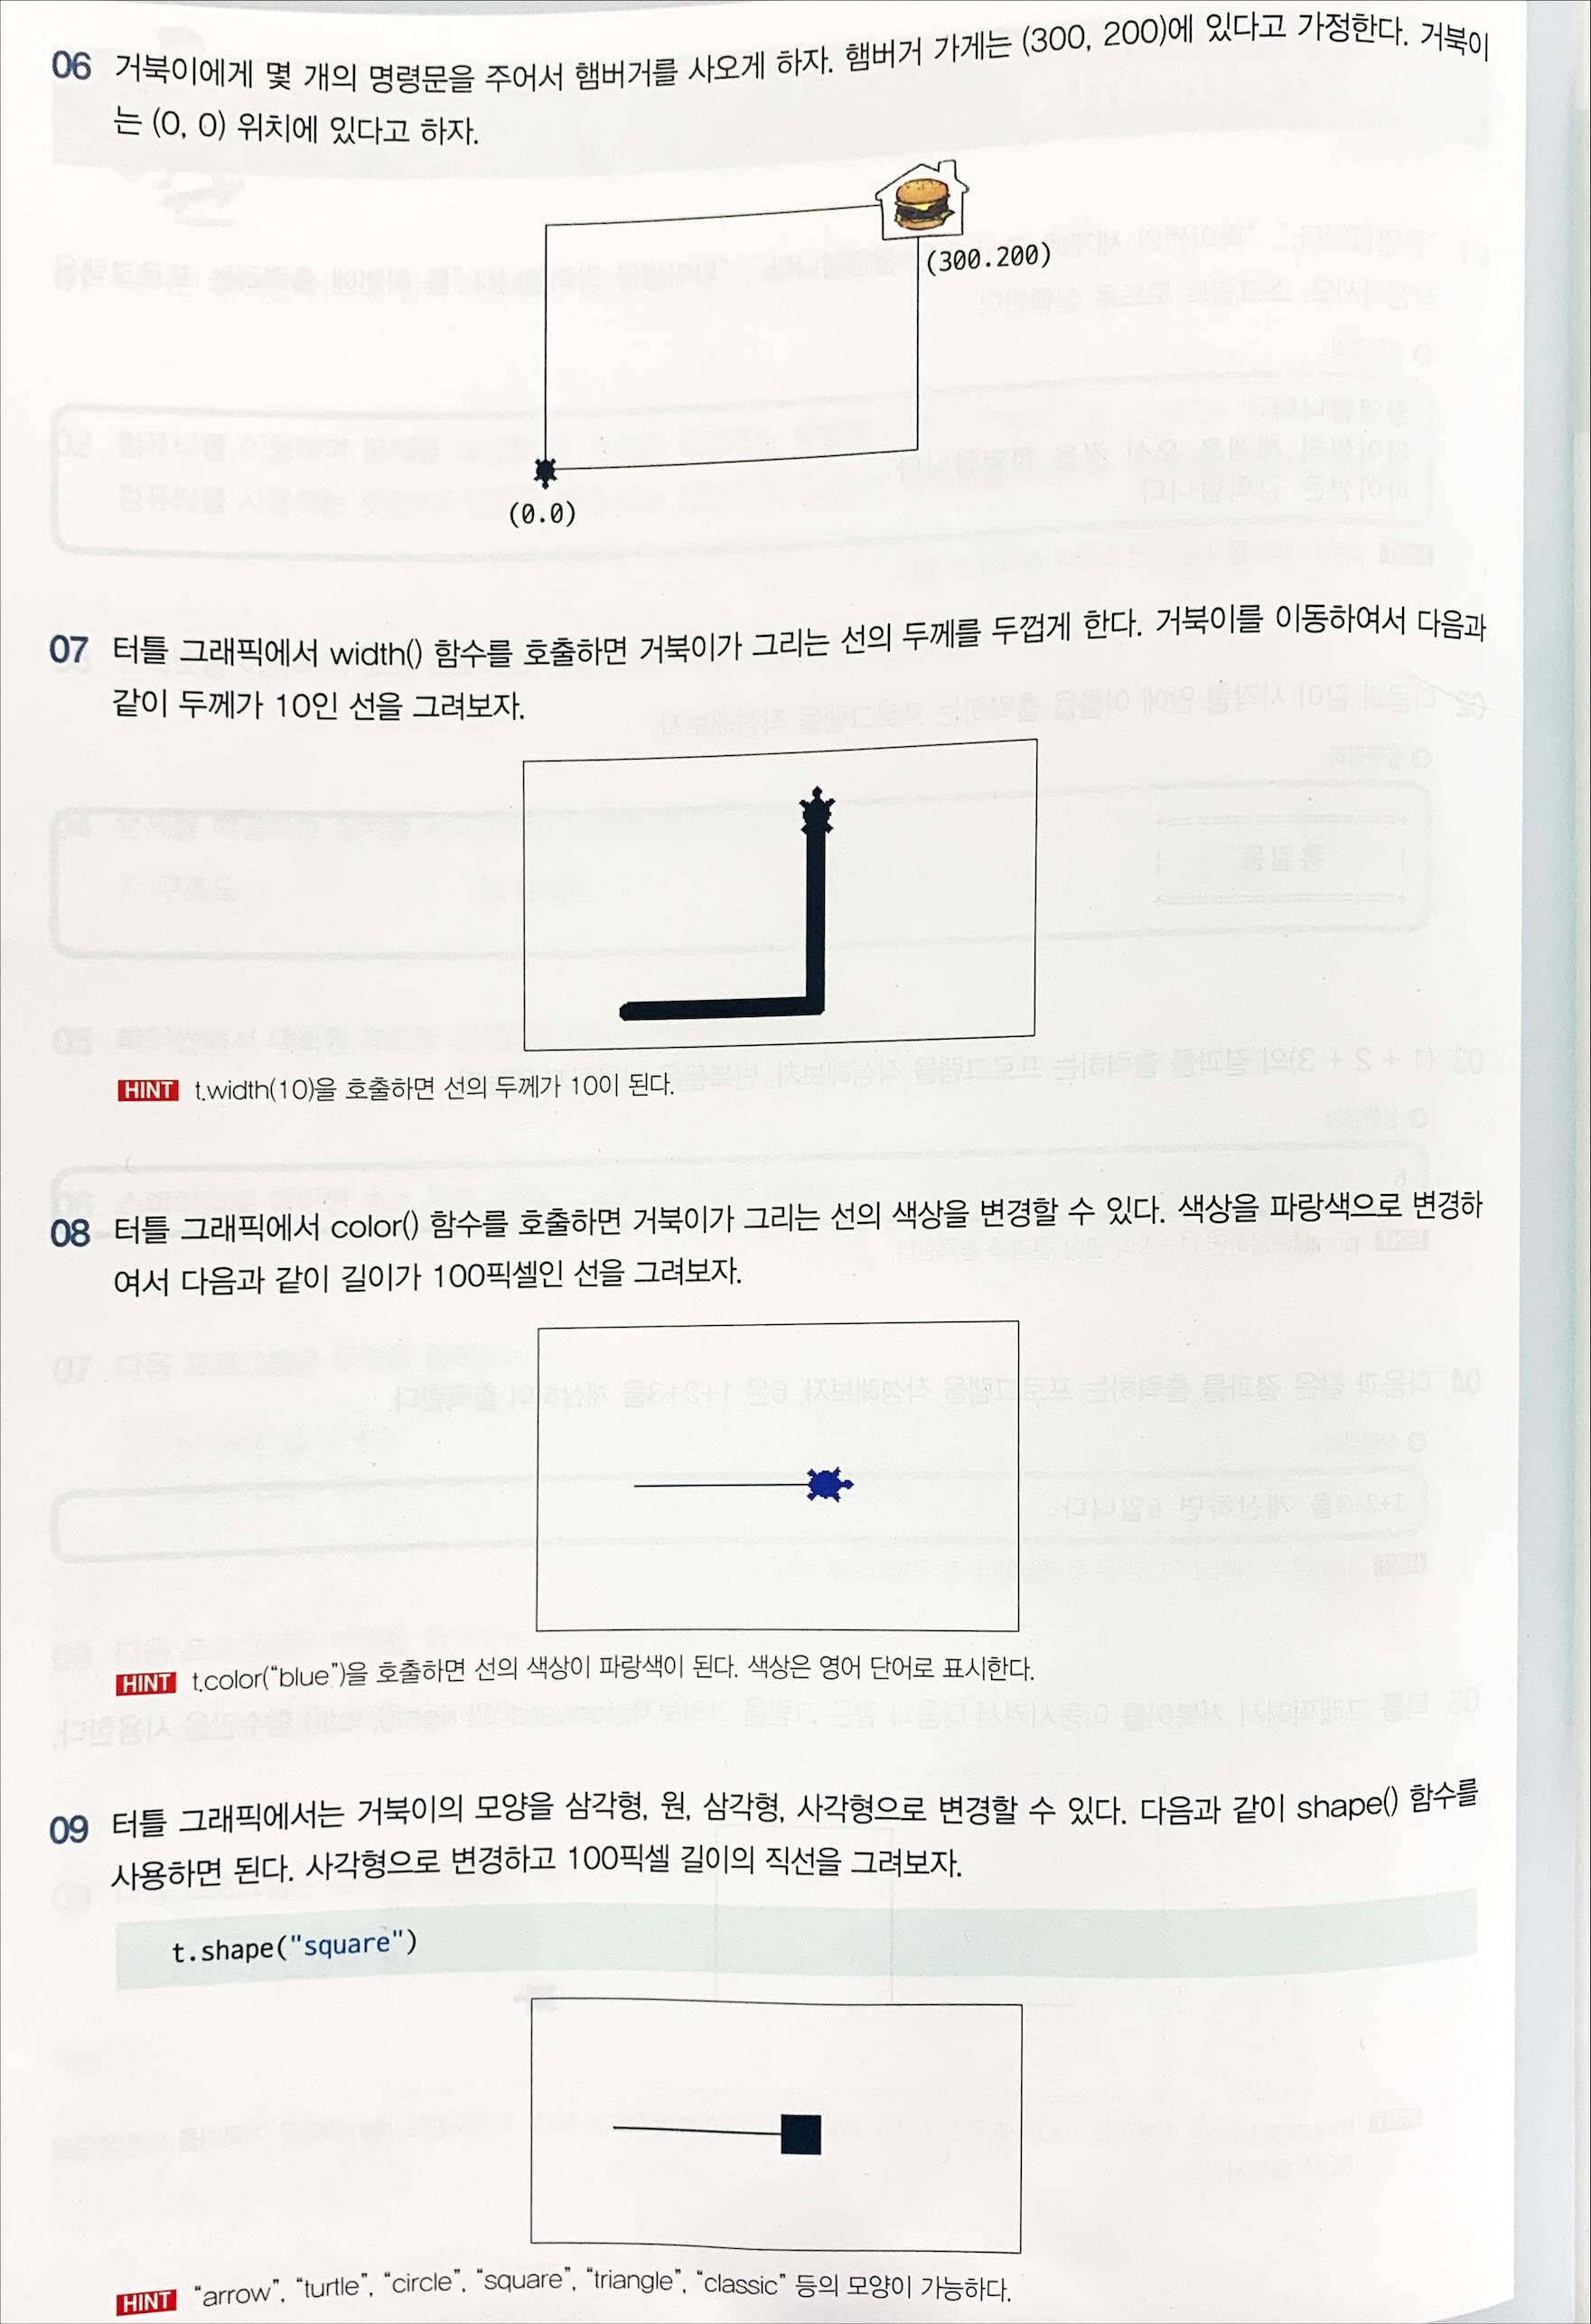 06 거북이에게 몇 개의 명령문을 주어서 햄버거를 사오게 하자. 햄버거 가게는 (300, 200)에 있다고 가정한다. 거북이
는 (0, 0) 위치에 있다고 하자.
(300.200)
(0.0)
07 터틀 그래픽에서 width() 함수를 호출하면 거북이가 그리는 선의 두께를 두껍게 한다. 거북이를 이동하여서 다음과
같이 두께가 10인 선을 그려보자.
HINT t.width(10)을 호출하면 선의 두께가 10이 된다.
08 터틀 그래픽에서 color() 함수를 호출하면 거북이가 그리는 선의 색상을 변경할 수 있다. 색상을 파랑색으로 변경하
여서 다음과 같이 길이가 100픽셀인 선을 그려보자.
HINT t.color(“blue”)을 호출하면 선의 색상이 파랑색이 된다. 색상은 영어 단어로 표시한다.
09 터틀 그래픽에서는 거북이의 모양을 삼각형, 원, 삼각형, 사각형으로 변경할 수 있다. 다음과 같이 shape() 함수를
사용하면 된다. 사각형으로 변경하고 100픽셀 길이의 직선을 그려보자.
t.shape("square")
HINT “arrow”, “turtle”, “circle”, “square”, “triangle”, “classic” 등의 모양이 가능하다.